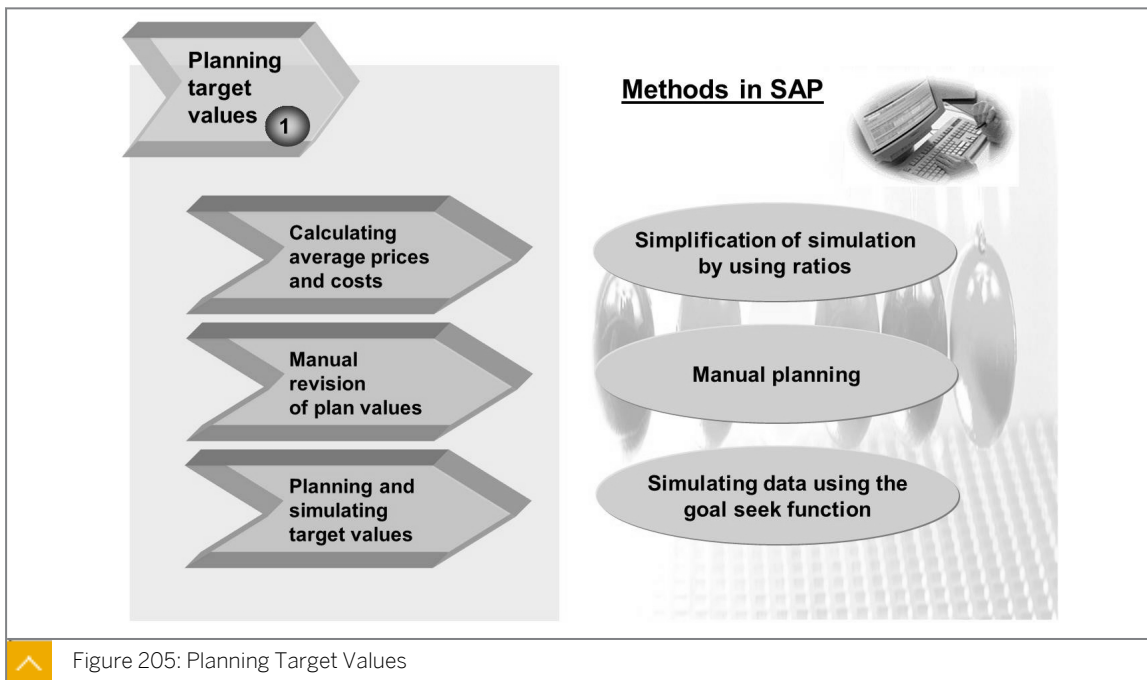 Planning
target
values
1
Methods in SAP
Calculating
average prices
and costs
Simplification of simulation
by using ratios
Manual
revision
of plan values
Manual planning
Planning and
simulating
target values
Simulating data using the
goal seek function
Figure 205: Planning Target Values